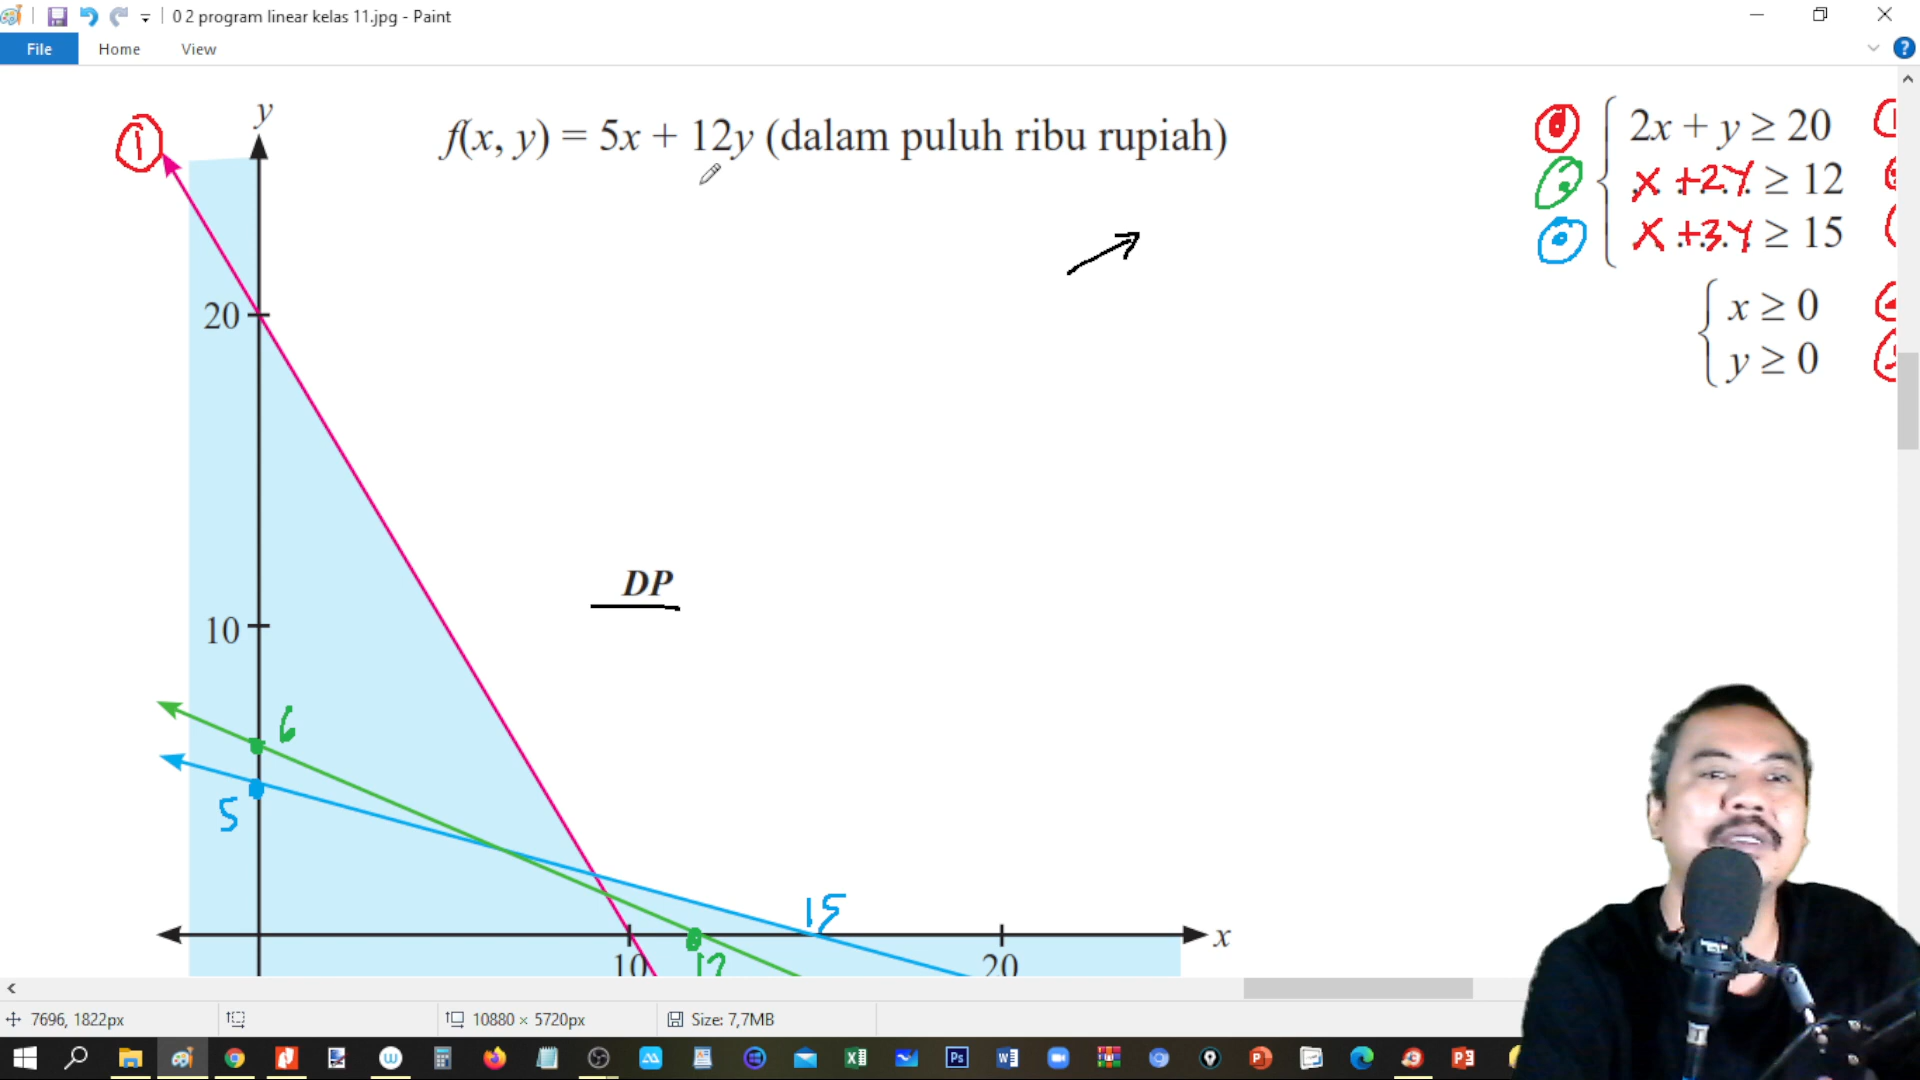 0 2 program linear kelas 11.jpg - Paint
File Home View
y
f(x, y) = 5x + 12y (dalam puluh ribu rupiah)
2x + y ≥ 20
x + 2y ≥ 12
x + 3y ≥ 15
x ≥ 0
y ≥ 0
1
20
DP
10
6
5
15
x
10 12 20
7696, 1822px
10880 × 5720px
Size: 7,7MB